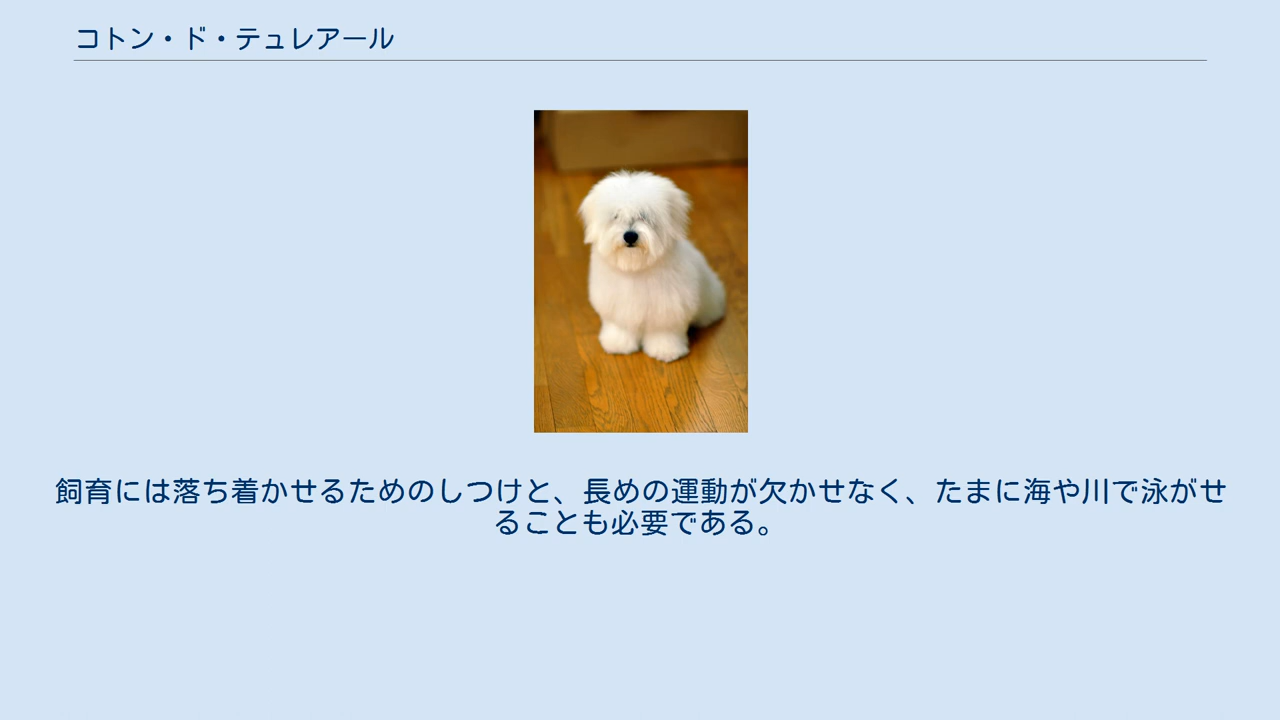 コトン・ド・テュレアール
飼育には落ち着かせるためのしつけと、長めの運動が欠かせなく、たまに海や川で泳がせ
ることも必要である。